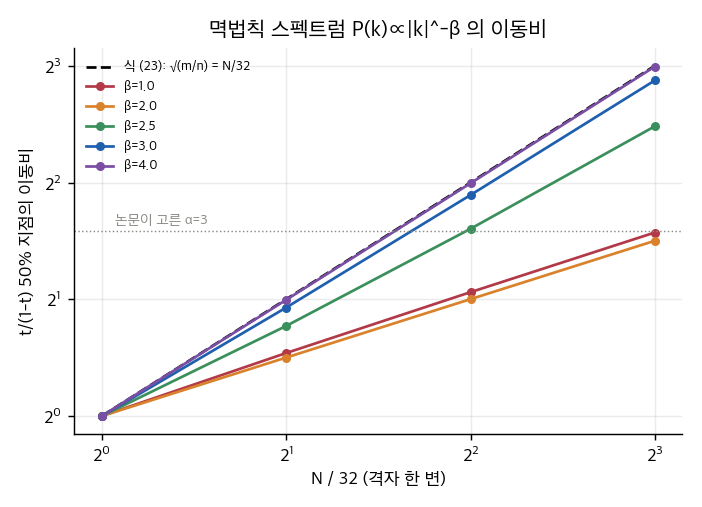 멱법칙 스펙트럼 P(k)∝|k|^-β 의 이동비
식 (23): √(m/n) = N/32
β=1.0
β=2.0
β=2.5
β=3.0
β=4.0
논문이 고른 α=3
t/(1-t) 50% 지점의 이동비
2³
2²
2¹
2⁰
2⁰
2¹
2²
2³
N / 32 (격자 한 변)